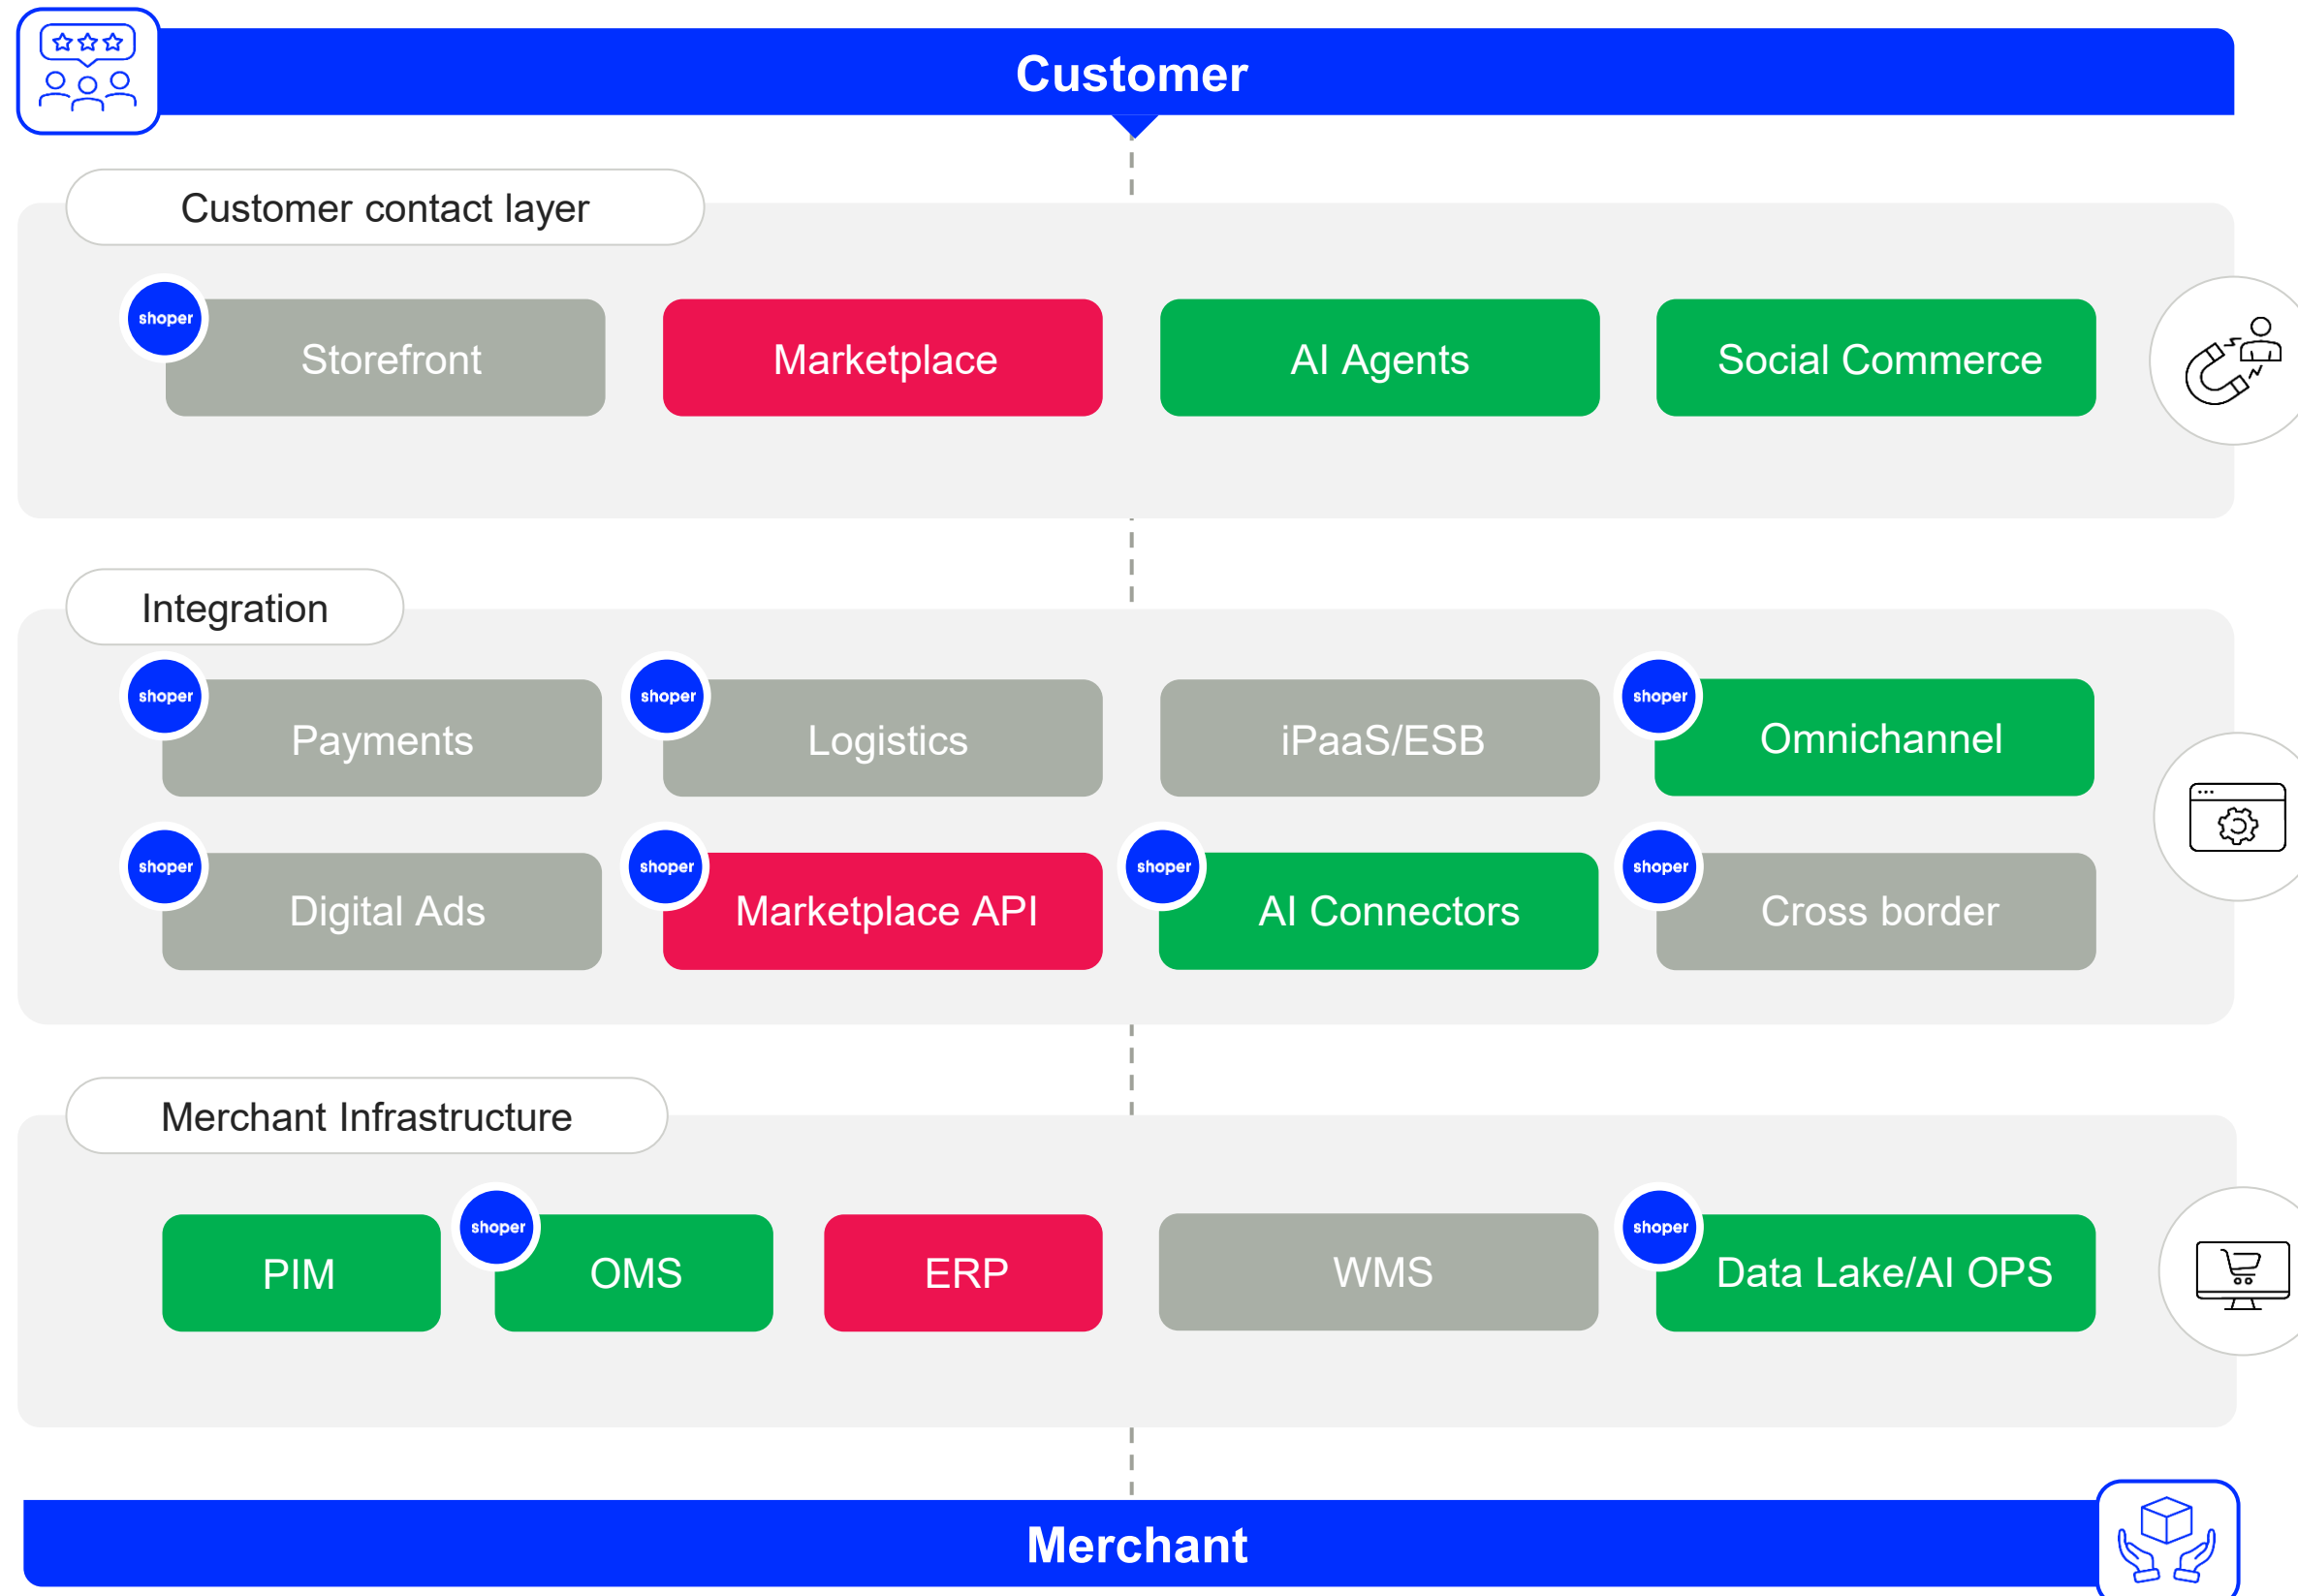 Customer
Customer contact layer
shoper
Storefront
Marketplace
AI Agents
Social Commerce
Integration
shoper
Payments
shoper
Logistics
iPaaS/ESB
shoper
Omnichannel
shoper
Digital Ads
shoper
Marketplace API
shoper
AI Connectors
shoper
Cross border
Merchant Infrastructure
PIM
shoper
OMS
ERP
WMS
shoper
Data Lake/AI OPS
Merchant